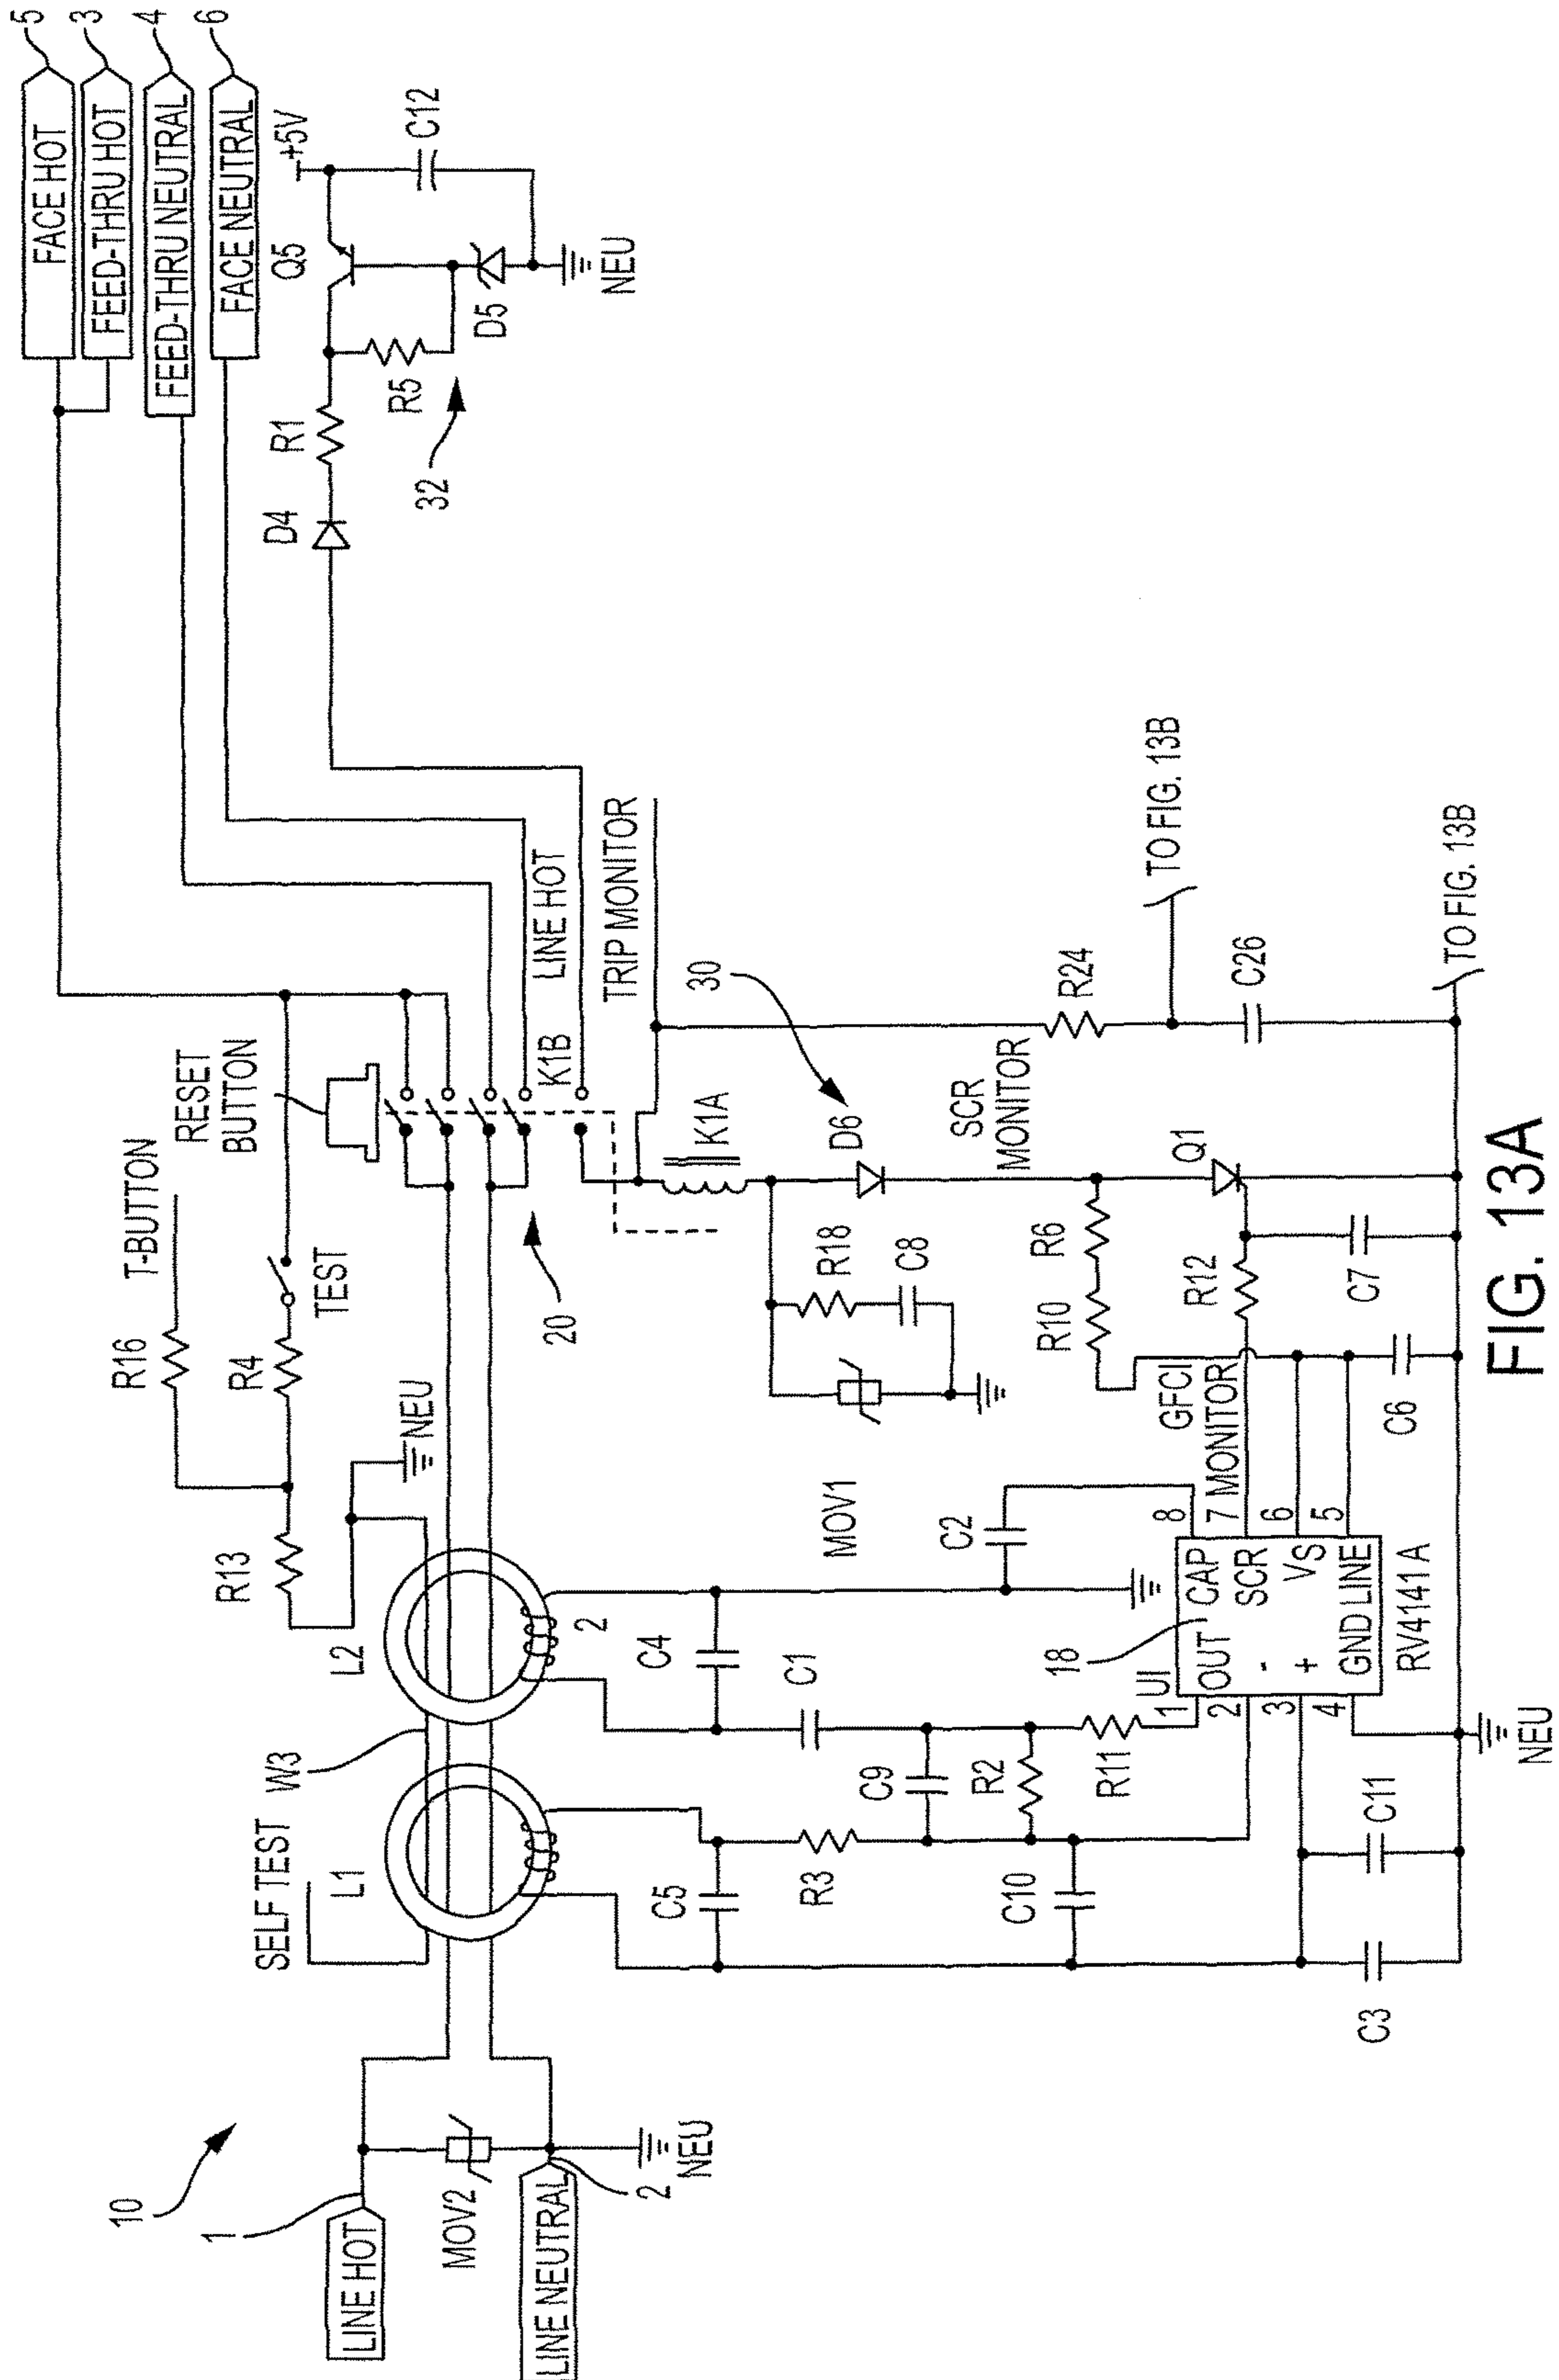 5
3
4
6
FACE HOT
FEED-THRU HOT
FEED-THRU NEUTRAL
FACE NEUTRAL
+5V
C12
Q5
NEU
D5
R5
R1
32
D4
RESET
BUTTON
T-BUTTON
R16
R4
TEST
R13
NEU
LINE HOT
K1B
TRIP MONITOR
30
20
K1A
D6
SCR
MONITOR
R24
C26
TO FIG. 13B
TO FIG. 13B
R18
C8
MOV1
Q1
R6
R10
R12
C7
C6
GFCI
MONITOR
SELF TEST
W3
L1
L2
2
C4
C1
C2
C5
R3
C9
R2
R11
C10
C11
C3
18
UI
RV4141A
OUT
CAP
-
SCR
+
VS
GND LINE
1
2
3
4
8
7
6
5
NEU
10
1
LINE HOT
MOV2
LINE NEUTRAL
2
NEU
FIG. 13A